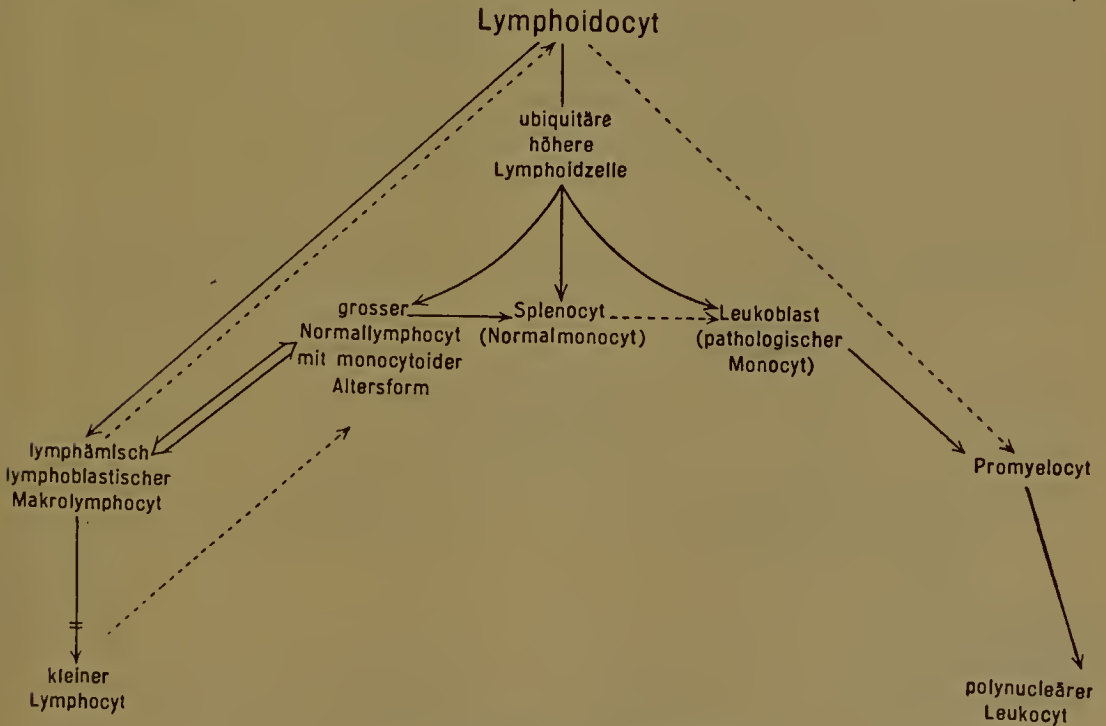 Lymphoidocyt
ubiquitäre
höhere
Lymphoidzelle
grosser
Normallymphocyt
mit monocytoider
Altersform
Splenocyt
(Normalmonocyt)
Leukoblast
(pathologischer
Monocyt)
lymphämisch
lymphoblastischer
Makrolymphocyt
Promyelocyt
kleiner
Lymphocyt
polynucleärer
Leukocyt